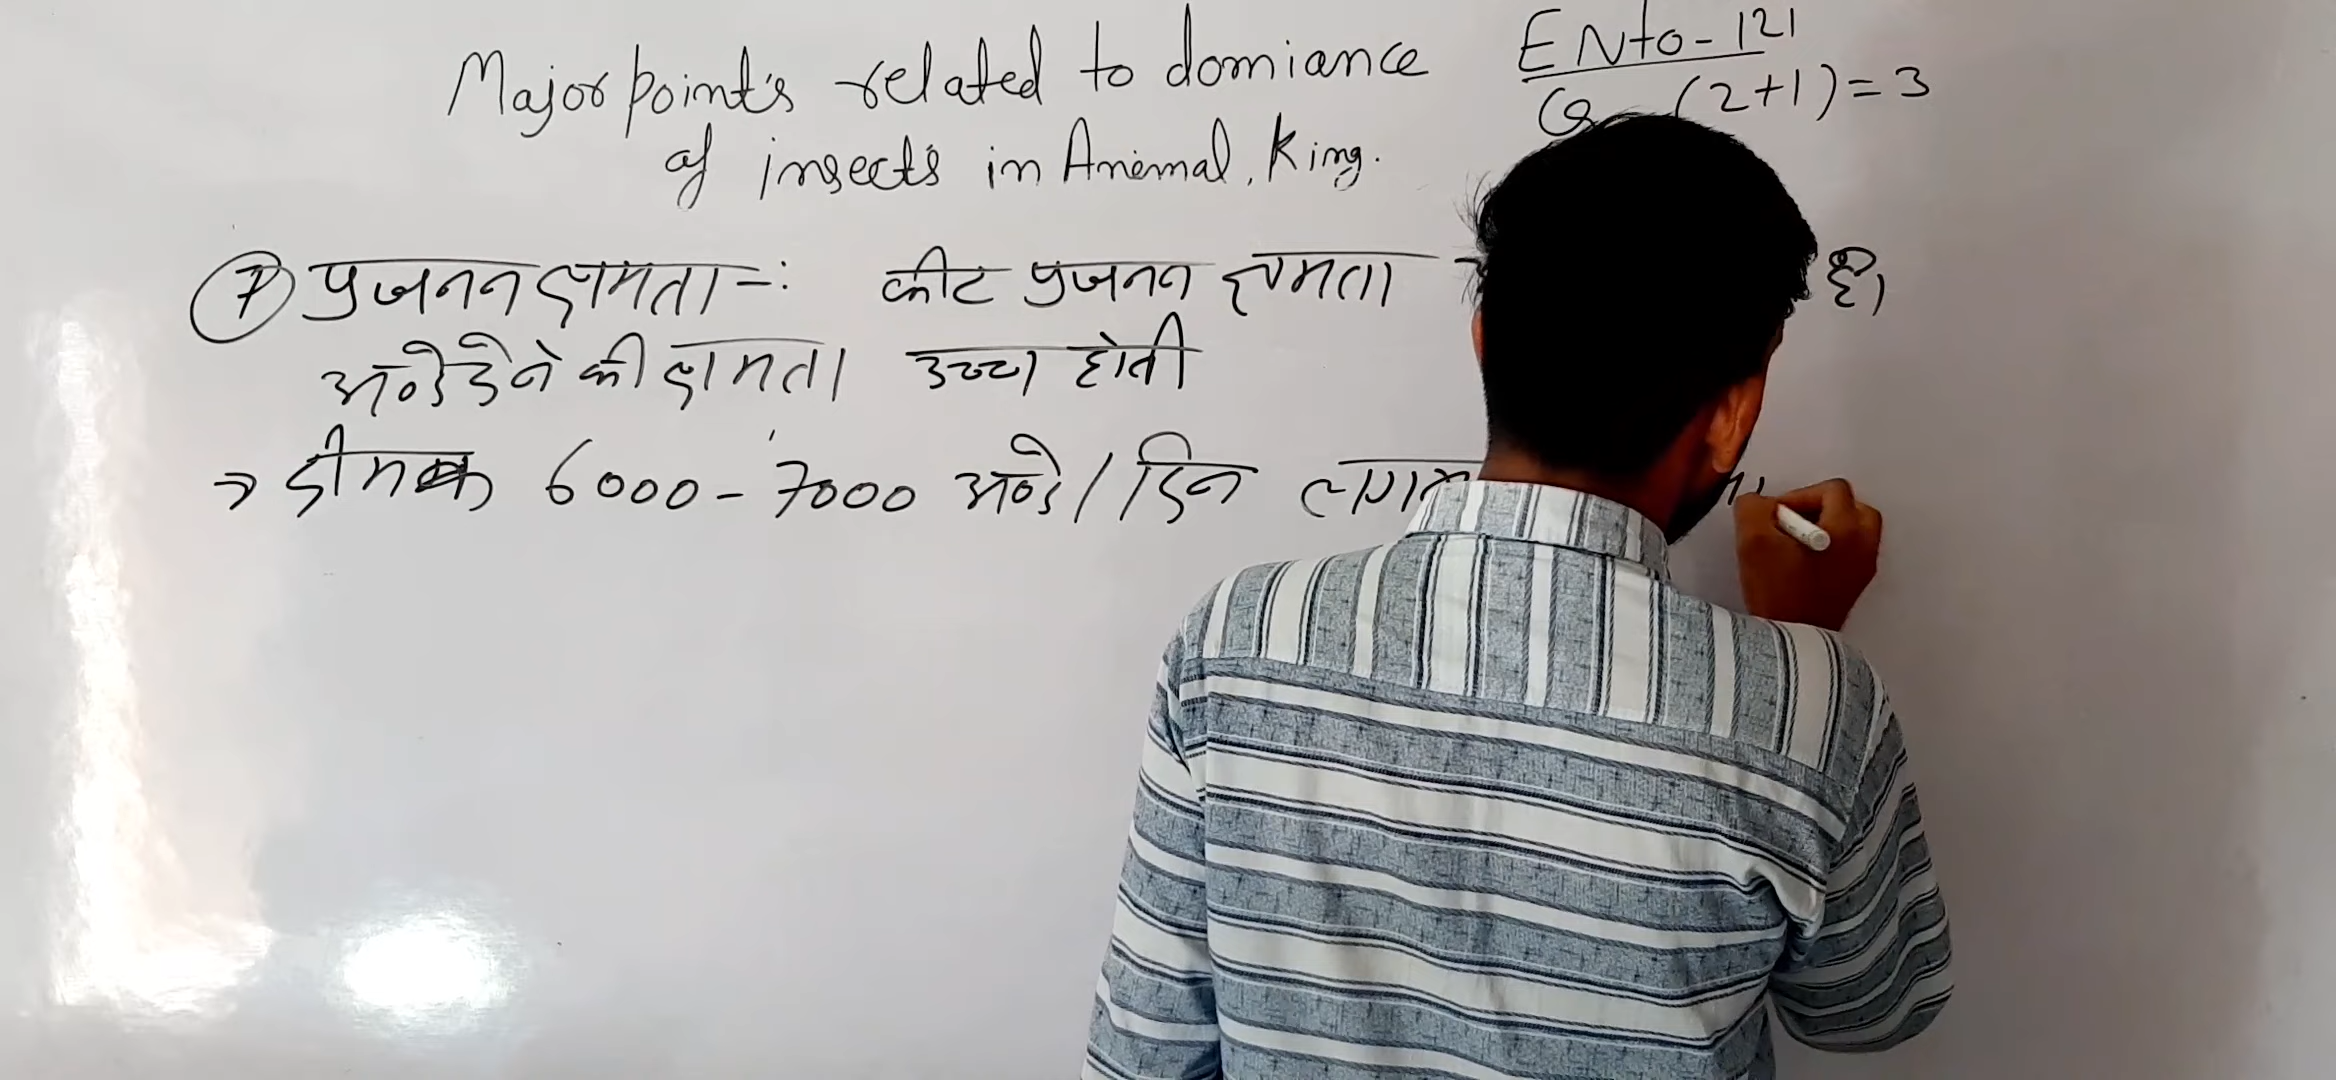 Major points related to domiance
of insects in Animal. King.
ENto-121
(2+1)=3
7 प्रजनन क्षमता -: कीट प्रजनन क्षमता है।
अण्डे देने की क्षमता उच्चा होती
→ दीमक 6000-7000 अण्डे/दिन